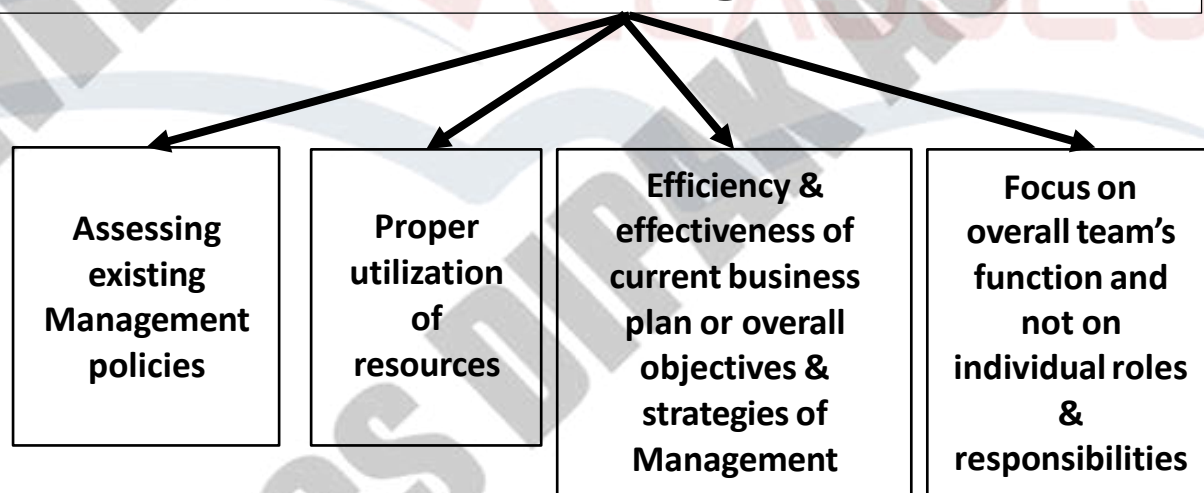 Assessing
existing
Management
policies
Proper
utilization
of
resources
Efficiency &
effectiveness of
current business
plan or overall
objectives &
strategies of
Management
Focus on
overall team’s
function and
not on
individual roles
&
responsibilities